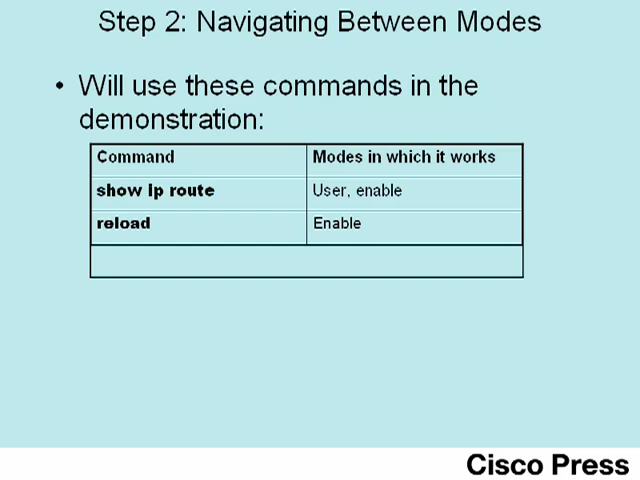 Step 2: Navigating Between Modes
• Will use these commands in the
demonstration:
Command Modes in which it works
show ip route User, enable
reload Enable
Cisco Press